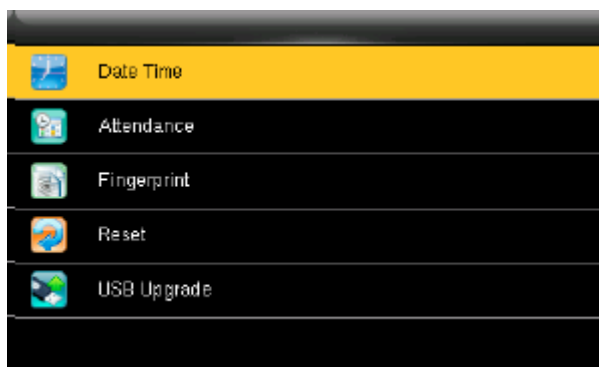 Date Time
Attendance
Fingerprint
Reset
USB Upgrade